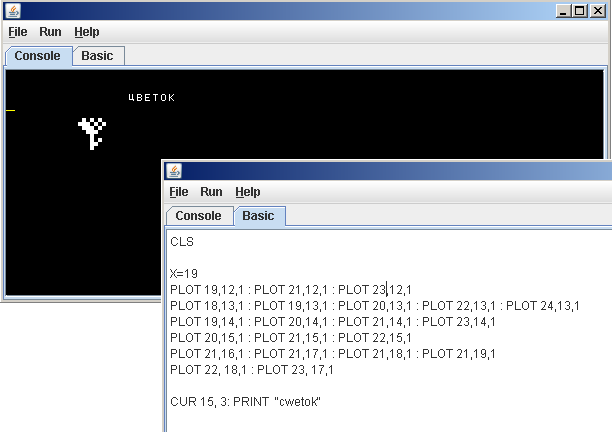 File Run Help
Console Basic
ЦВЕТОК
File Run Help
Console Basic
CLS
X=19
PLOT 19,12,1 : PLOT 21,12,1 : PLOT 23,12,1
PLOT 18,13,1 : PLOT 19,13,1 : PLOT 20,13,1 : PLOT 22,13,1 : PLOT 24,13,1
PLOT 19,14,1 : PLOT 20,14,1 : PLOT 21,14,1 : PLOT 23,14,1
PLOT 20,15,1 : PLOT 21,15,1 : PLOT 22,15,1
PLOT 21,16,1 : PLOT 21,17,1 : PLOT 21,18,1 : PLOT 21,19,1
PLOT 22, 18,1 : PLOT 23, 17,1
CUR 15, 3: PRINT "cwetok"